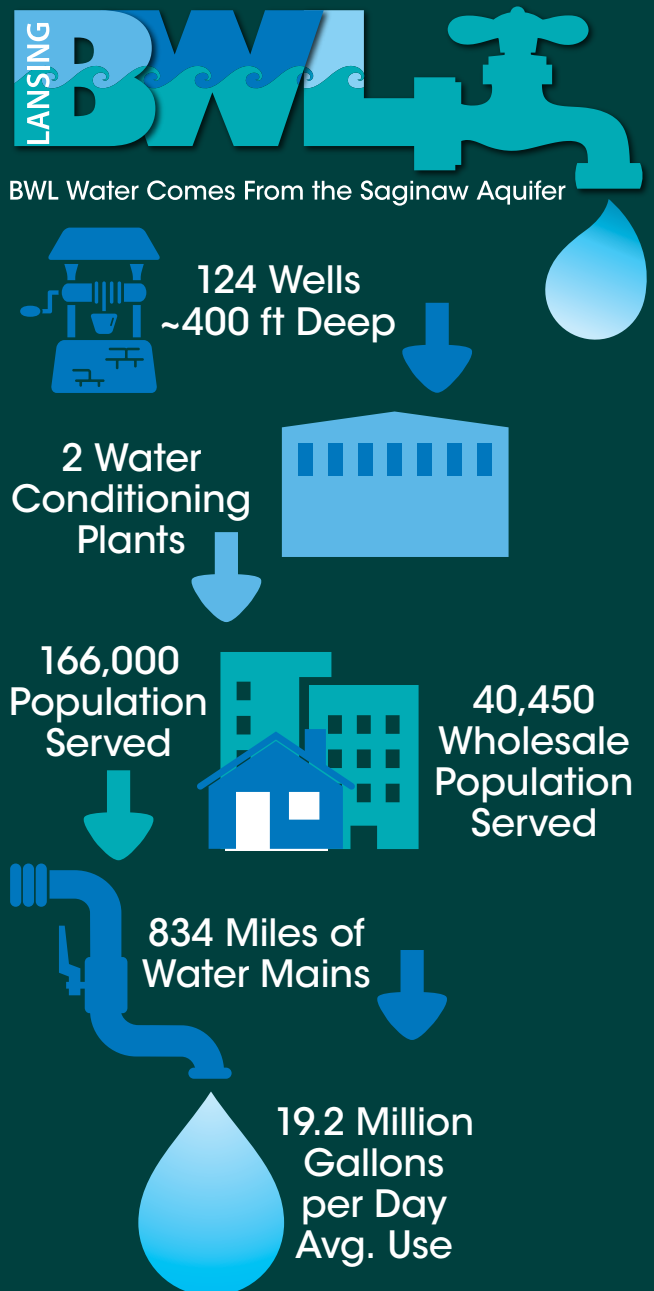 LANSING
BWL
BWL Water Comes From the Saginaw Aquifer
124 Wells
~400 ft Deep
2 Water
Conditioning
Plants
166,000
Population
Served
40,450
Wholesale
Population
Served
834 Miles of
Water Mains
19.2 Million
Gallons
per Day
Avg. Use